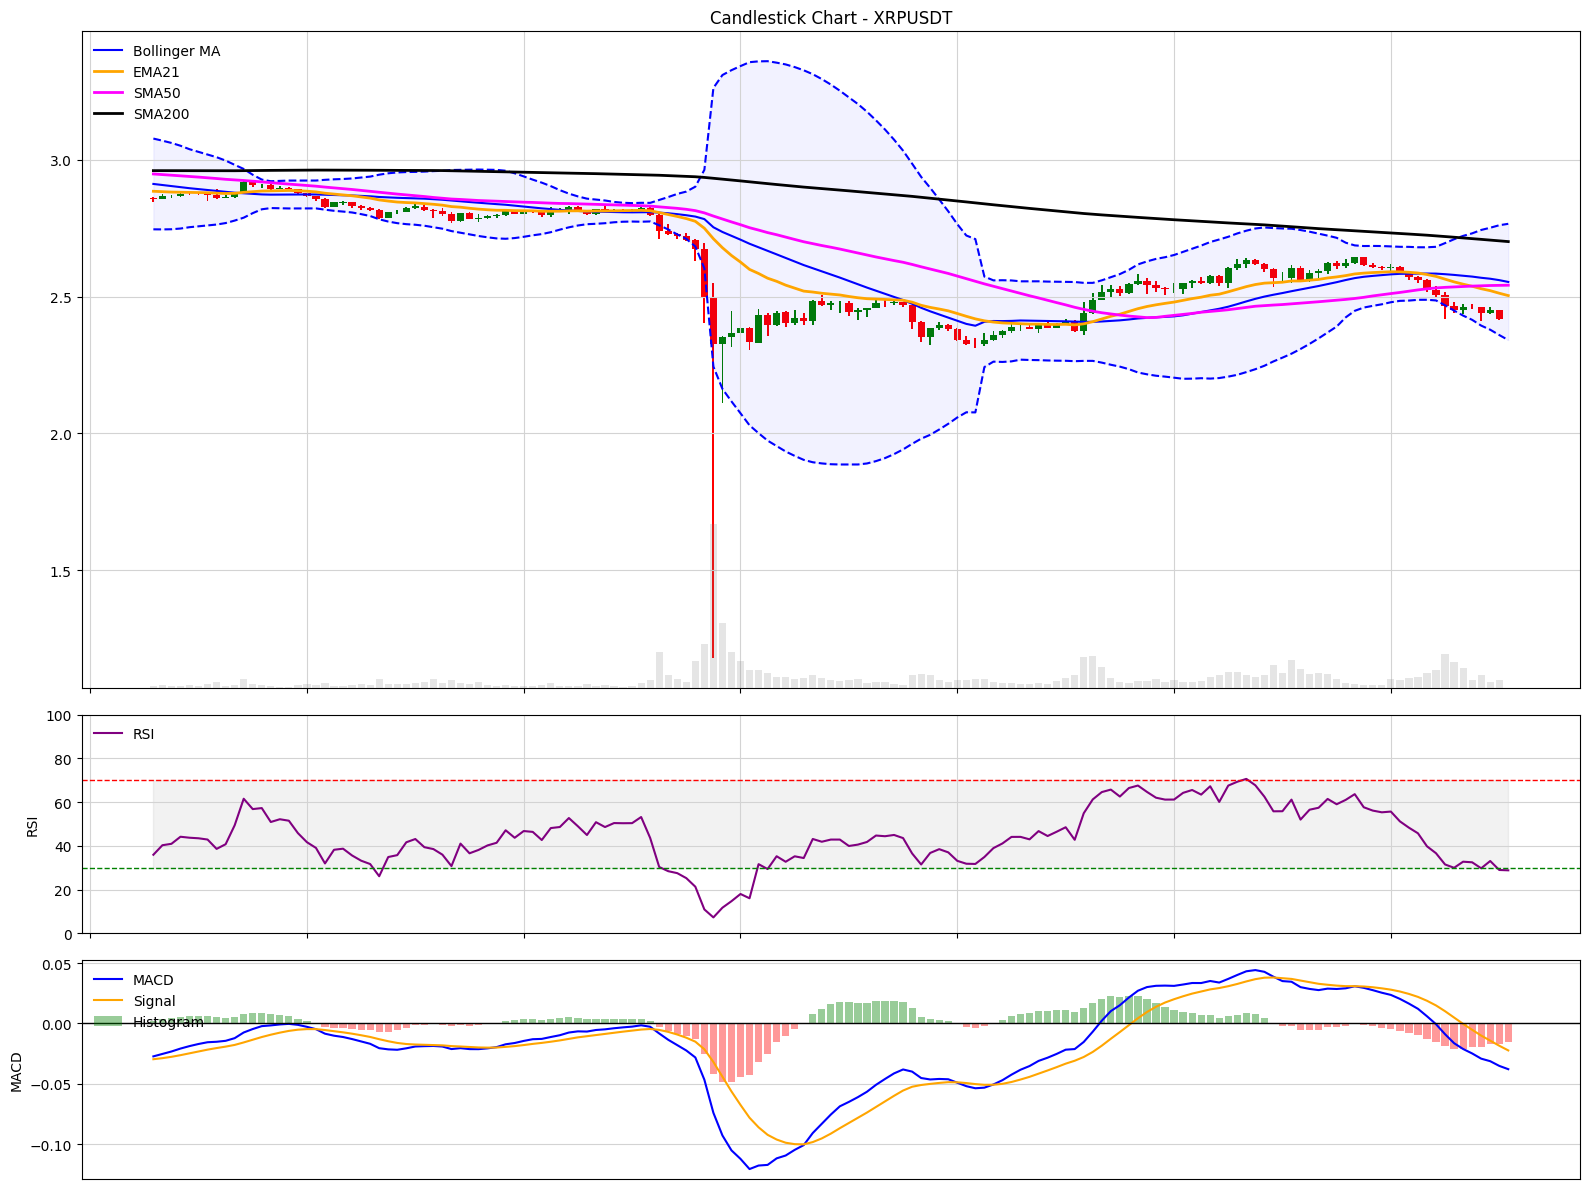 Candlestick Chart - XRPUSDT
Bollinger MA
EMA21
SMA50
SMA200
3.0
2.5
2.0
1.5
100
RSI
80
60
RSI
40
20
0
0.05
MACD
Signal
Histogram
0.00
MACD
−0.05
−0.10